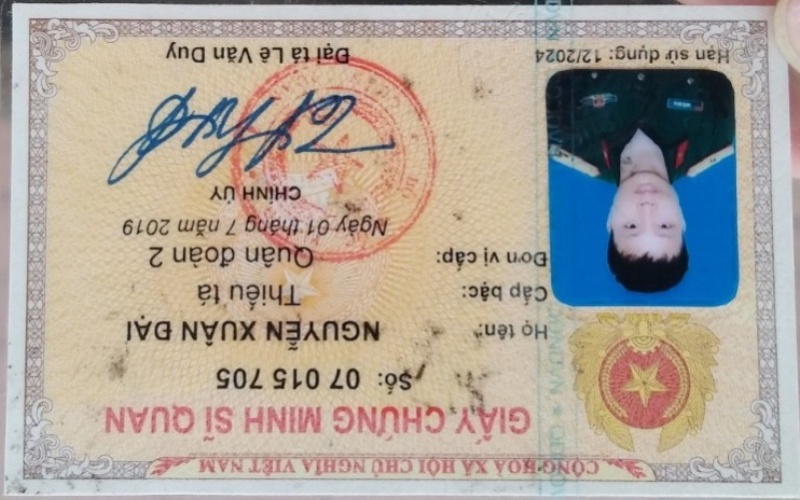 CỘNG HOÀ XÃ HỘI CHỦ NGHĨA VIỆT NAM
GIẤY CHỨNG MINH SĨ QUAN
Số: 07 015 705
Họ tên: NGUYỄN XUÂN ĐẠI
Cấp bậc: Thiếu tá
Đơn vị cấp: Quân đoàn 2
Ngày 01 tháng 7 năm 2019
CHÍNH ỦY
Đại tá Lê Văn Duy
Hạn sử dụng: 12/2024